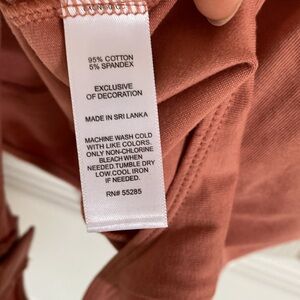 95% COTTON
5% SPANDEX
EXCLUSIVE
OF DECORATION
MADE IN SRI LANKA
MACHINE WASH COLD
WITH LIKE COLORS.
ONLY NON-CHLORINE
BLEACH WHEN
NEEDED.TUMBLE DRY
LOW.COOL IRON
IF NEEDED.
RN# 55285